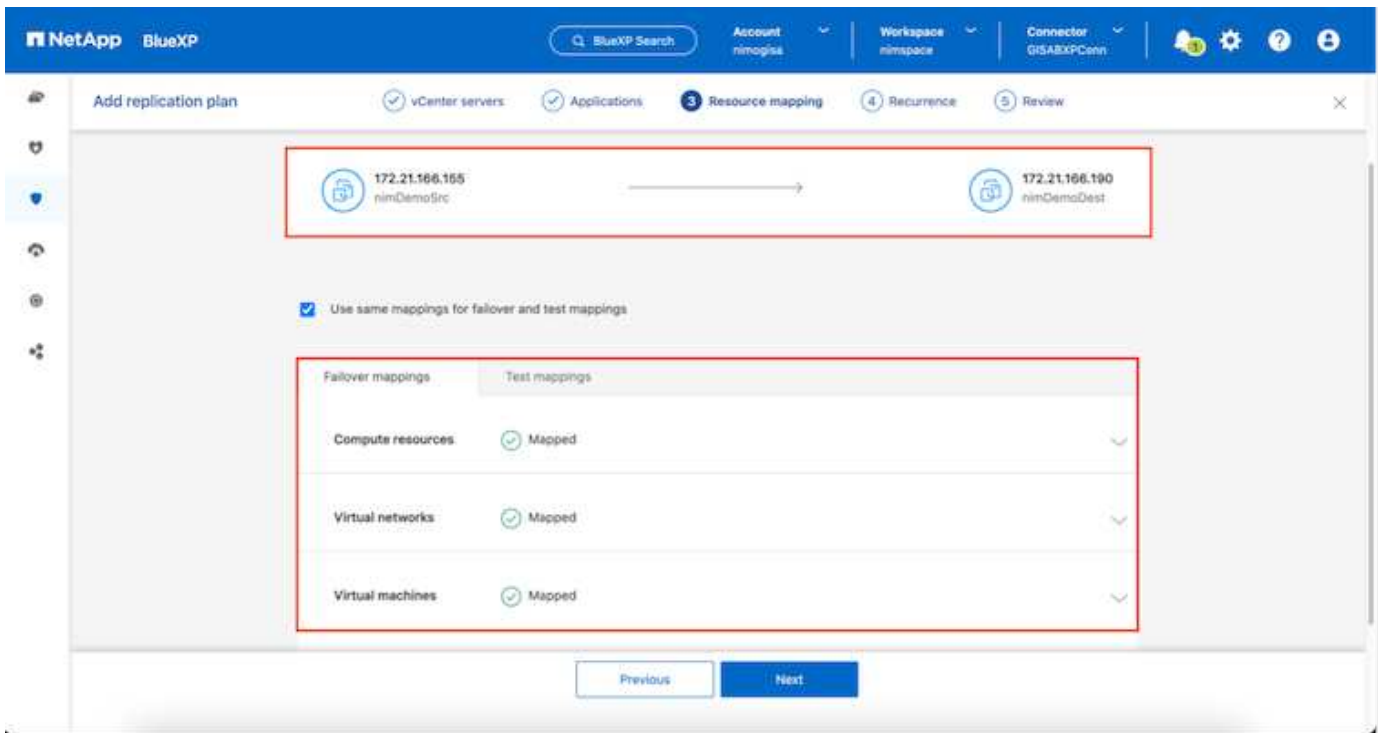 NetApp BlueXP
BlueXP Search
Account
nimogisa
Workspace
nimspace
Connector
GISABXPConn
1
Add replication plan
vCenter servers
Applications
3 Resource mapping
4 Recurrence
5 Review
172.21.166.155
nimDemoSrc
172.21.166.190
nimDemoDest
Use same mappings for failover and test mappings
Failover mappings
Test mappings
Compute resources
Mapped
Virtual networks
Mapped
Virtual machines
Mapped
Previous
Next